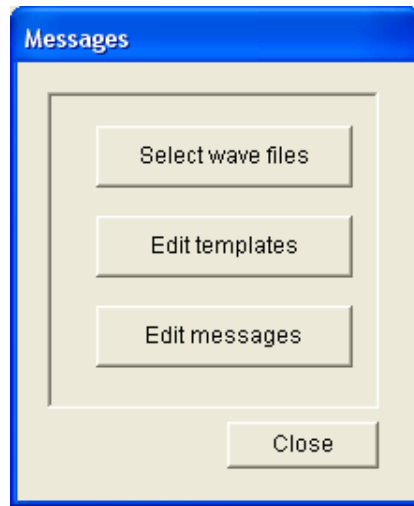 Messages
Select wave files
Edit templates
Edit messages
Close